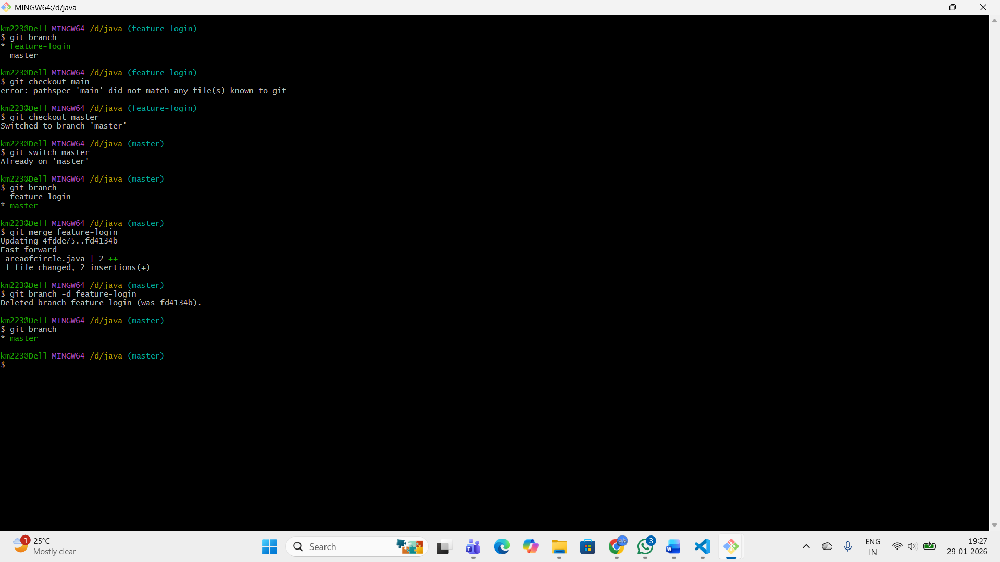 MINGW64:/d/java
km223@Dell MINGW64 /d/java (feature-login)
$ git branch
* feature-login
  master
km223@Dell MINGW64 /d/java (feature-login)
$ git checkout main
error: pathspec 'main' did not match any file(s) known to git
km223@Dell MINGW64 /d/java (feature-login)
$ git checkout master
Switched to branch 'master'
km223@Dell MINGW64 /d/java (master)
$ git switch master
Already on 'master'
km223@Dell MINGW64 /d/java (master)
$ git branch
  feature-login
* master
km223@Dell MINGW64 /d/java (master)
$ git merge feature-login
Updating 4fdde75..fd4134b
Fast-forward
 areaofcircle.java | 2 ++
 1 file changed, 2 insertions(+)
km223@Dell MINGW64 /d/java (master)
$ git branch -d feature-login
Deleted branch feature-login (was fd4134b).
km223@Dell MINGW64 /d/java (master)
$ git branch
* master
km223@Dell MINGW64 /d/java (master)
$
1
25°C
Mostly clear
Search
3
ENG
IN
19:27
29-01-2026